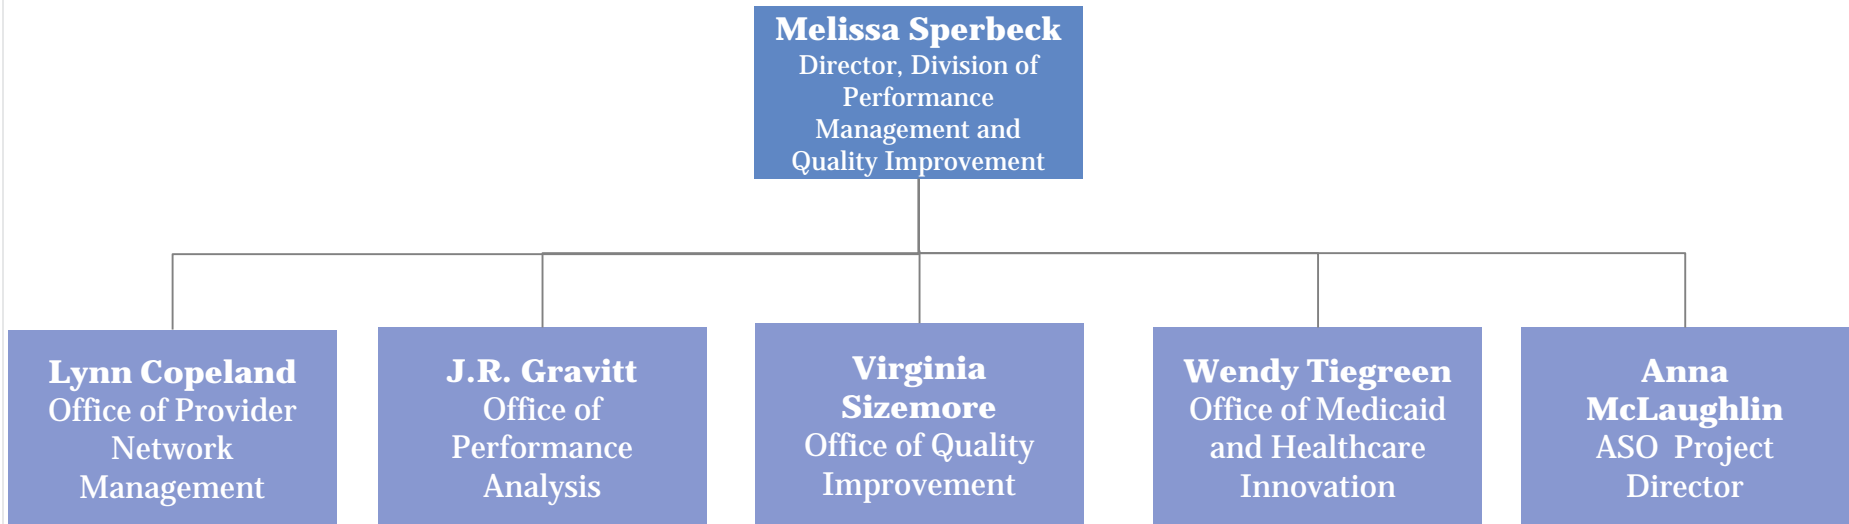 Melissa Sperbeck
Director, Division of
Performance
Management and
Quality Improvement
Lynn Copeland
Office of Provider
Network
Management
J.R. Gravitt
Office of
Performance
Analysis
Virginia
Sizemore
Office of Quality
Improvement
Wendy Tiegreen
Office of Medicaid
and Healthcare
Innovation
Anna
McLaughlin
ASO  Project
Director